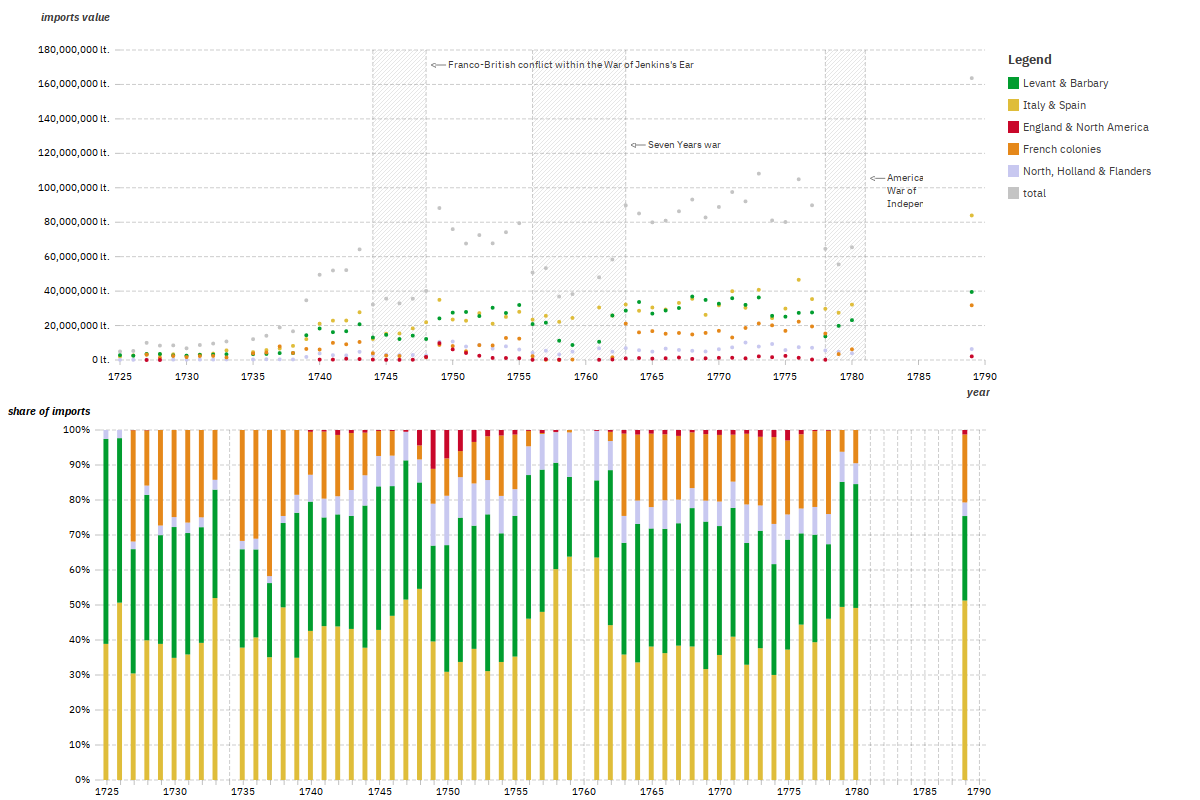 imports value
180,000,000 lt.
160,000,000 lt.
140,000,000 lt.
120,000,000 lt.
100,000,000 lt.
80,000,000 lt.
60,000,000 lt.
40,000,000 lt.
20,000,000 lt.
0 lt.
Franco-British conflict within the War of Jenkins's Ear
Seven Years war
America
War of
Indeper
1725 1730 1735 1740 1745 1750 1755 1760 1765 1770 1775 1780 1785 1790
year
Legend
Levant & Barbary
Italy & Spain
England & North America
French colonies
North, Holland & Flanders
total
share of imports
100%
90%
80%
70%
60%
50%
40%
30%
20%
10%
0%
1725 1730 1735 1740 1745 1750 1755 1760 1765 1770 1775 1780 1785 1790